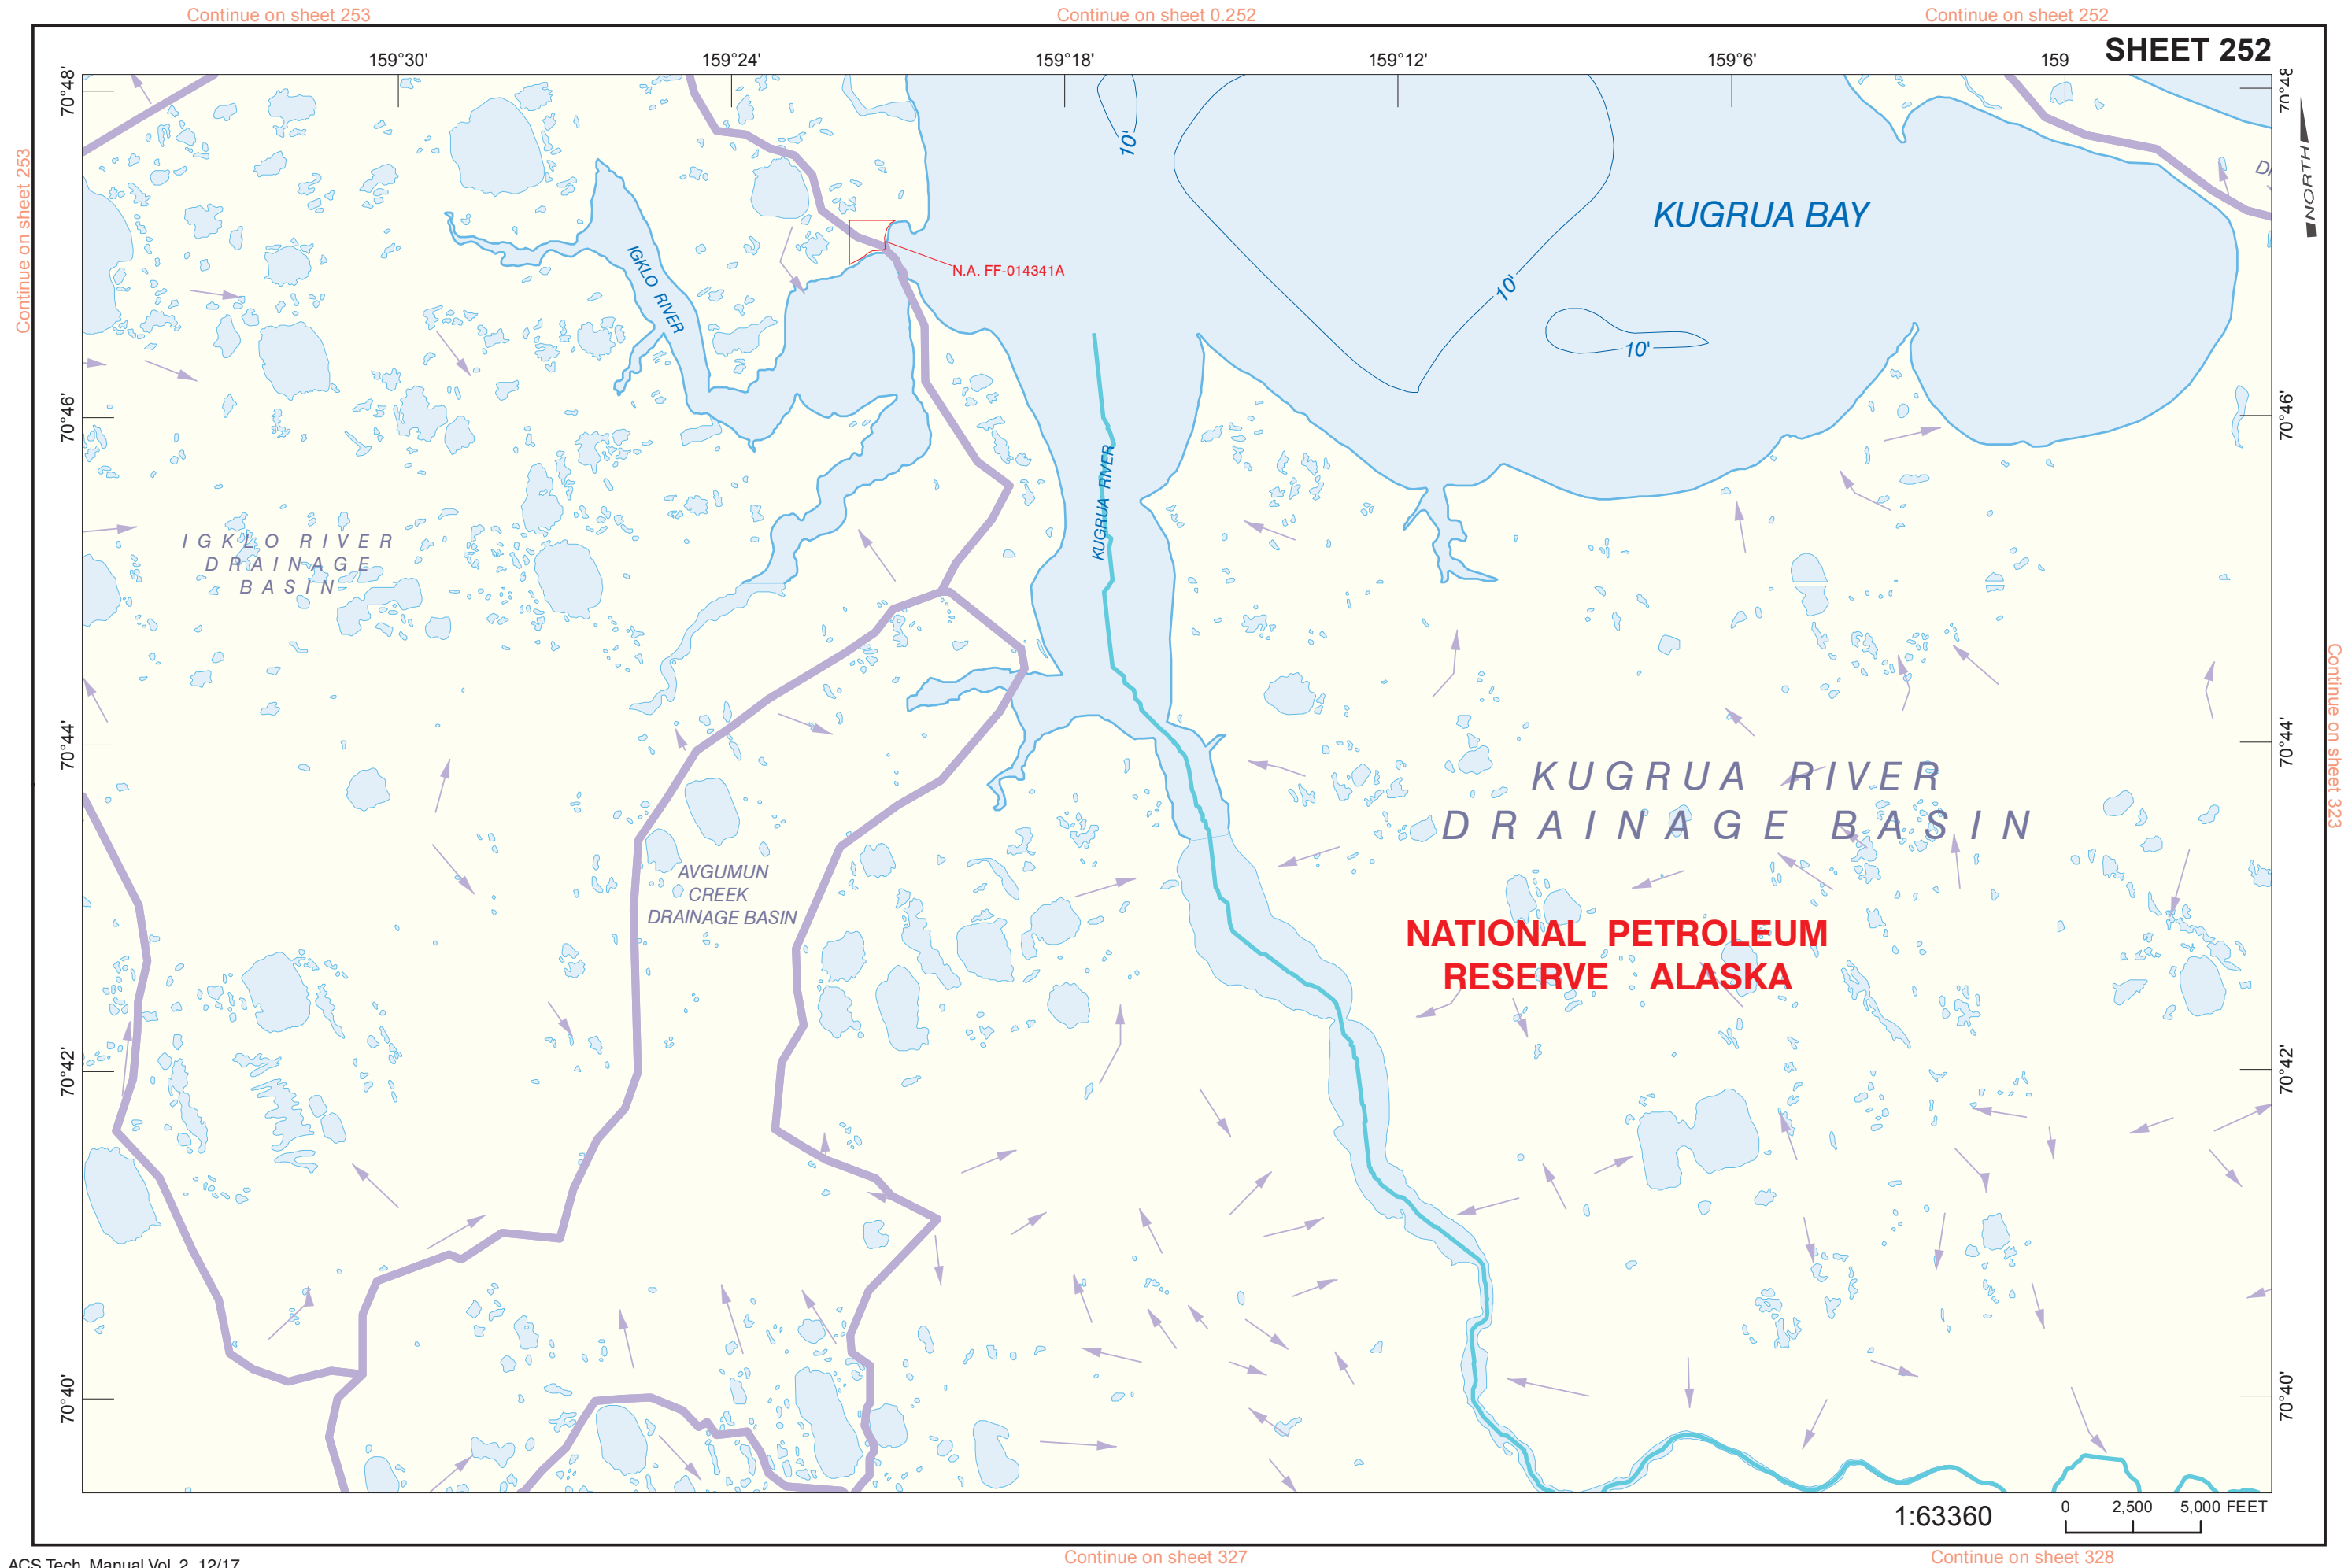 Continue on sheet 253
Continue on sheet 0.252
Continue on sheet 252
SHEET 252
159°30'
159°24'
159°18'
159°12'
159°6'
159
70°48'
70°48
NORTH
Continue on sheet 253
10'
KUGRUA BAY
IGKLO RIVER
N.A. FF-014341A
10'
10'
70°46'
70°46'
KUGRUA RIVER
IGKLO RIVER
DRAINAGE
BASIN
70°44'
70°44'
Continue on sheet 323
KUGRUA RIVER
DRAINAGE BASIN
AVGUMUN
CREEK
DRAINAGE BASIN
NATIONAL PETROLEUM
RESERVE ALASKA
70°42'
70°42'
70°40'
70°40'
1:63360
0 2,500 5,000 FEET
ACS Tech. Manual Vol. 2, 12/17
Continue on sheet 327
Continue on sheet 328